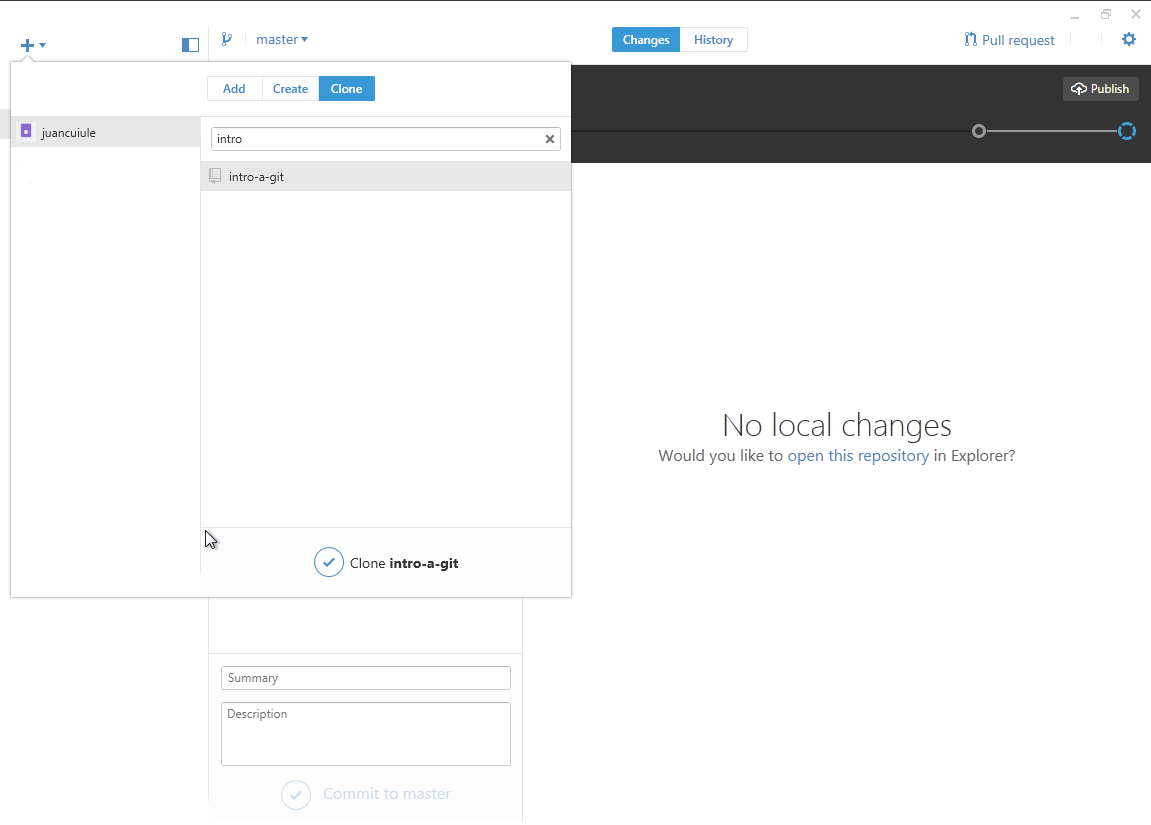 master
Changes
History
Pull request
Add
Create
Clone
Publish
juancuiule
intro
intro-a-git
No local changes
Would you like to open this repository in Explorer?
Clone intro-a-git
Summary
Description
Commit to master